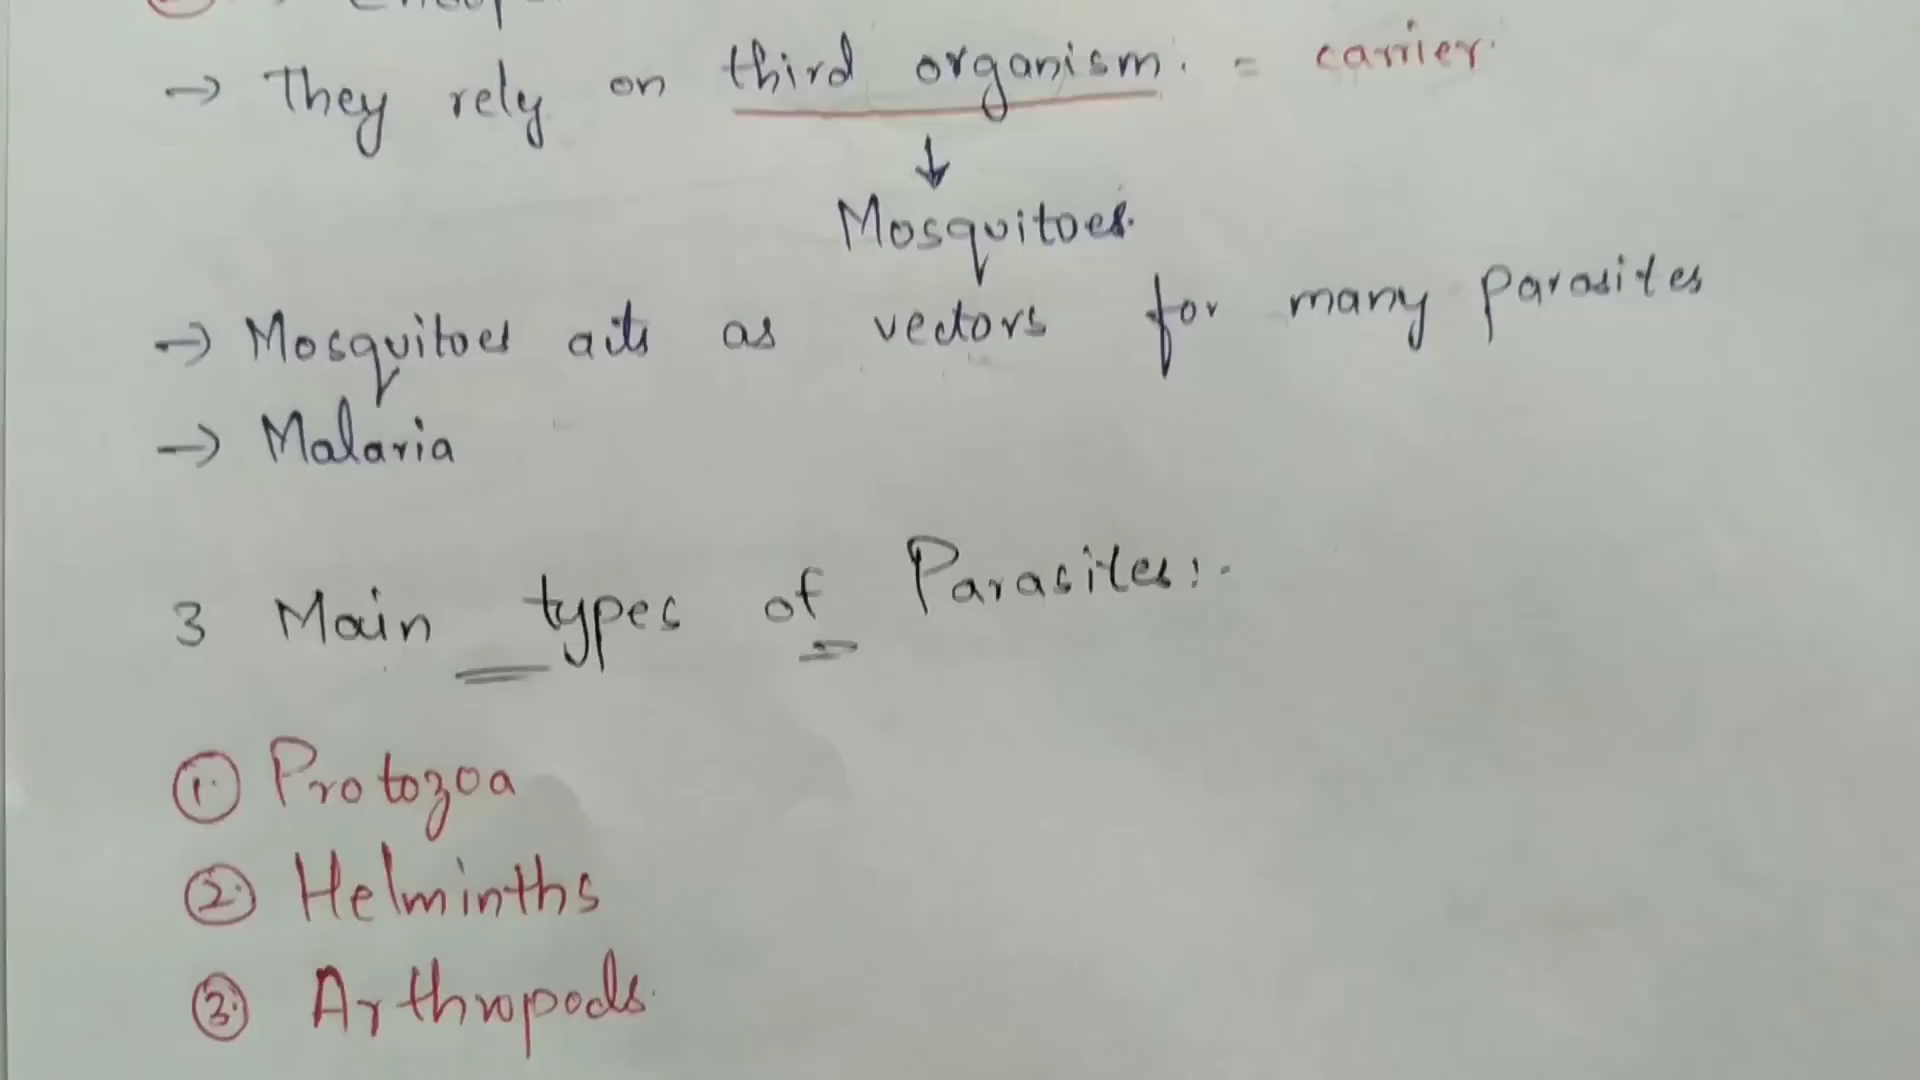 → They rely on third organism. = carrier.
↓
Mosquitoes.
→ Mosquitoes acts as vectors for many parasites
→ Malaria
3 Main types of Parasites:-
1. Protozoa
2. Helminths
3. Arthropods.